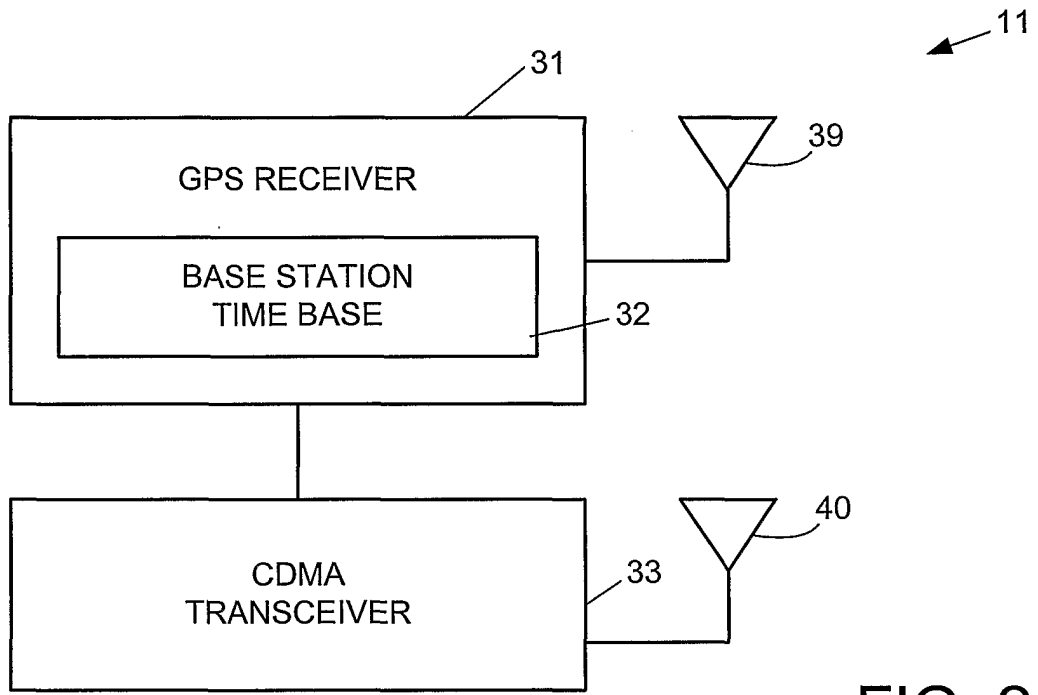 11
31
GPS RECEIVER
39
BASE STATION
TIME BASE
32
40
CDMA
TRANSCEIVER
33